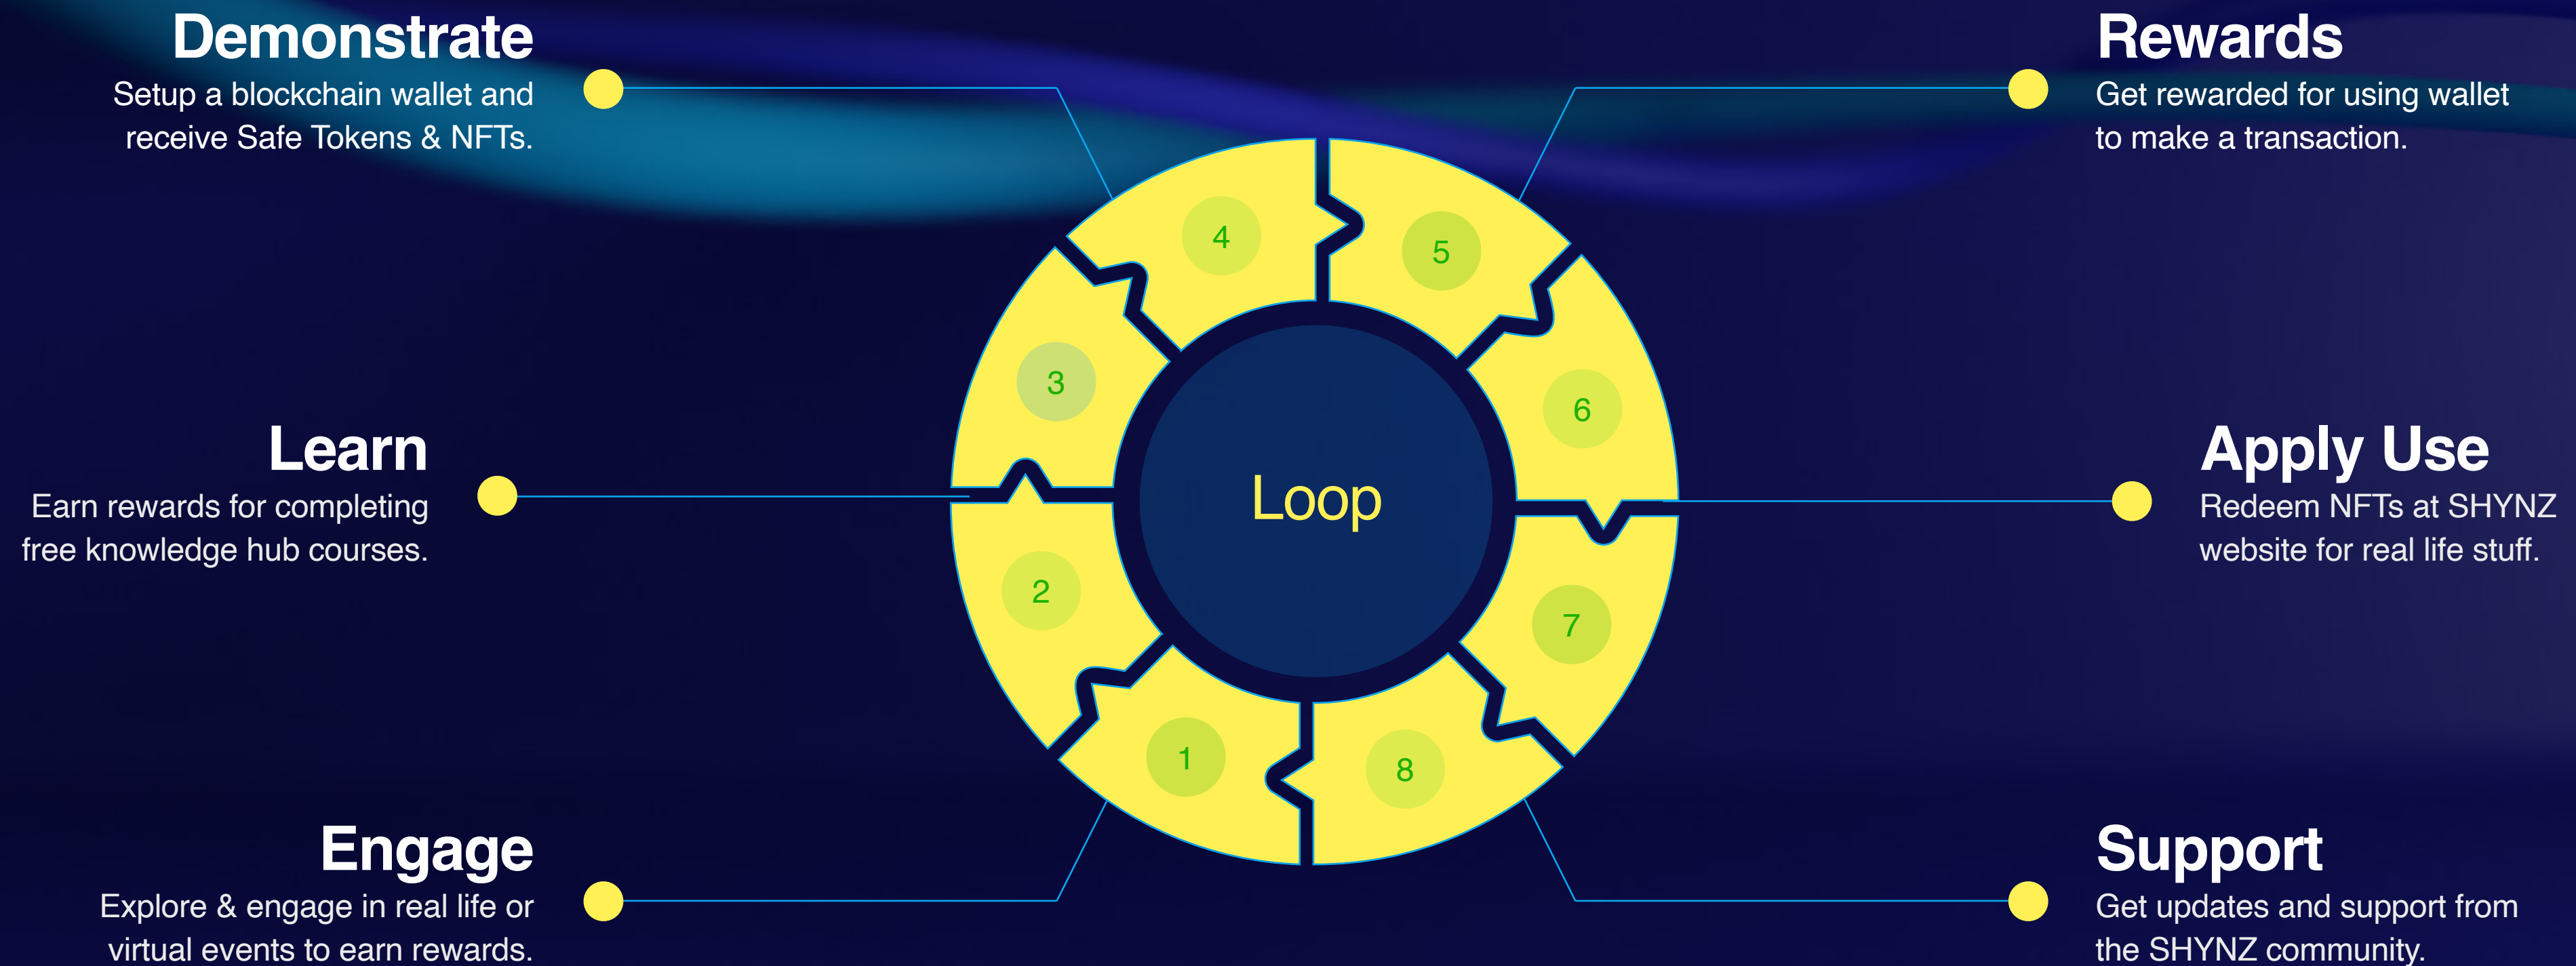 Demonstrate
Setup a blockchain wallet and
receive Safe Tokens & NFTs.
Rewards
Get rewarded for using wallet
to make a transaction.
4
5
3
6
Learn
Earn rewards for completing
free knowledge hub courses.
Loop
Apply Use
Redeem NFTs at SHYNZ
website for real life stuff.
2
7
1
8
Engage
Explore & engage in real life or
virtual events to earn rewards.
Support
Get updates and support from
the SHYNZ community.